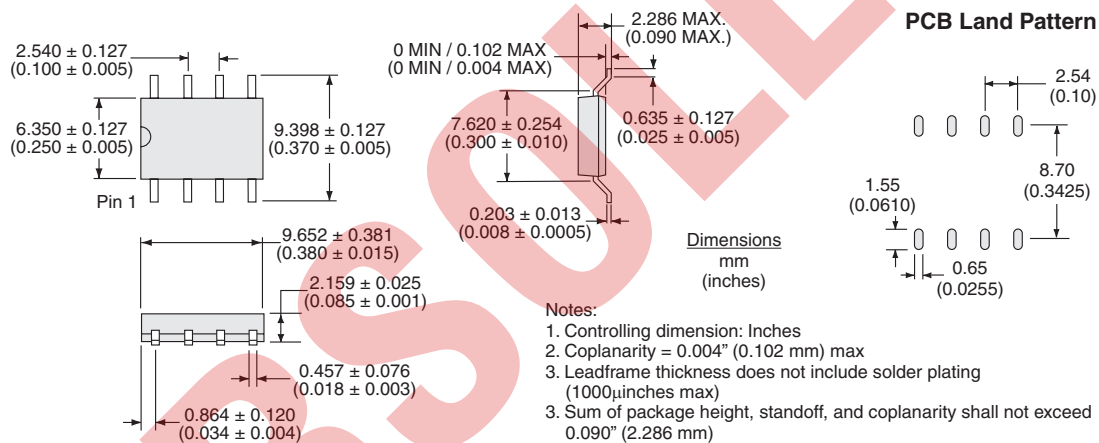 PCB Land Pattern
2.540 ± 0.127
(0.100 ± 0.005)
6.350 ± 0.127
(0.250 ± 0.005)
9.398 ± 0.127
(0.370 ± 0.005)
Pin 1
2.286 MAX.
(0.090 MAX.)
0 MIN / 0.102 MAX
(0 MIN / 0.004 MAX)
7.620 ± 0.254
(0.300 ± 0.010)
0.635 ± 0.127
(0.025 ± 0.005)
0.203 ± 0.013
(0.008 ± 0.0005)
2.54
(0.10)
8.70
(0.3425)
1.55
(0.0610)
0.65
(0.0255)
9.652 ± 0.381
(0.380 ± 0.015)
2.159 ± 0.025
(0.085 ± 0.001)
0.457 ± 0.076
(0.018 ± 0.003)
0.864 ± 0.120
(0.034 ± 0.004)
Dimensions
mm
(inches)
Notes:
1. Controlling dimension: Inches
2. Coplanarity = 0.004" (0.102 mm) max
3. Leadframe thickness does not include solder plating
(1000µinches max)
3. Sum of package height, standoff, and coplanarity shall not exceed
0.090" (2.286 mm)